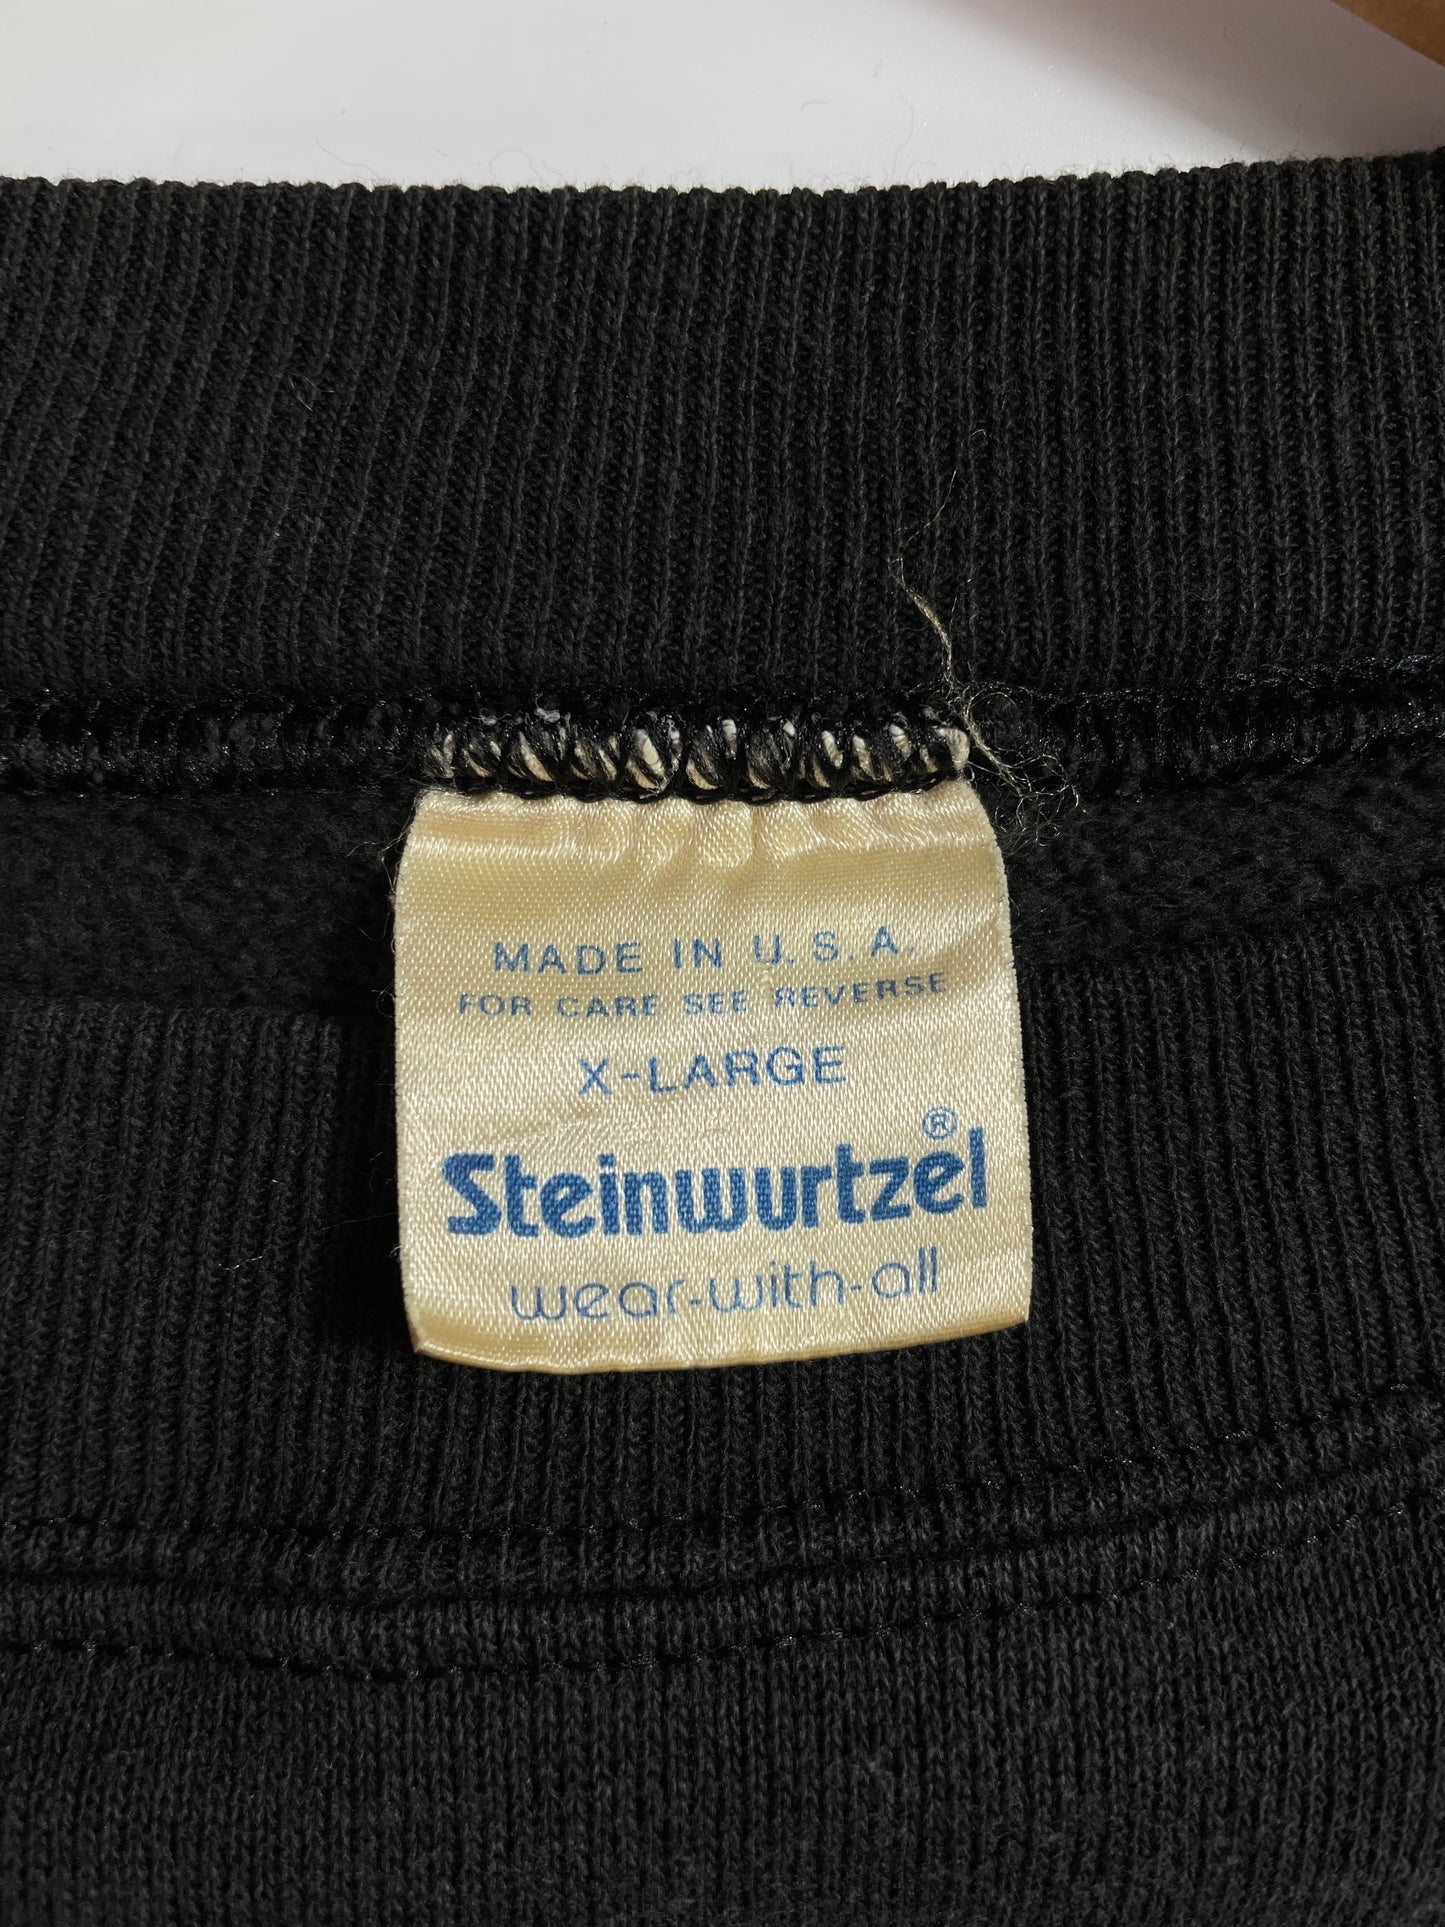 MADE IN U.S.A.
FOR CARE SEE REVERSE
X-LARGE
Steinwurtzel®
wear-with-all